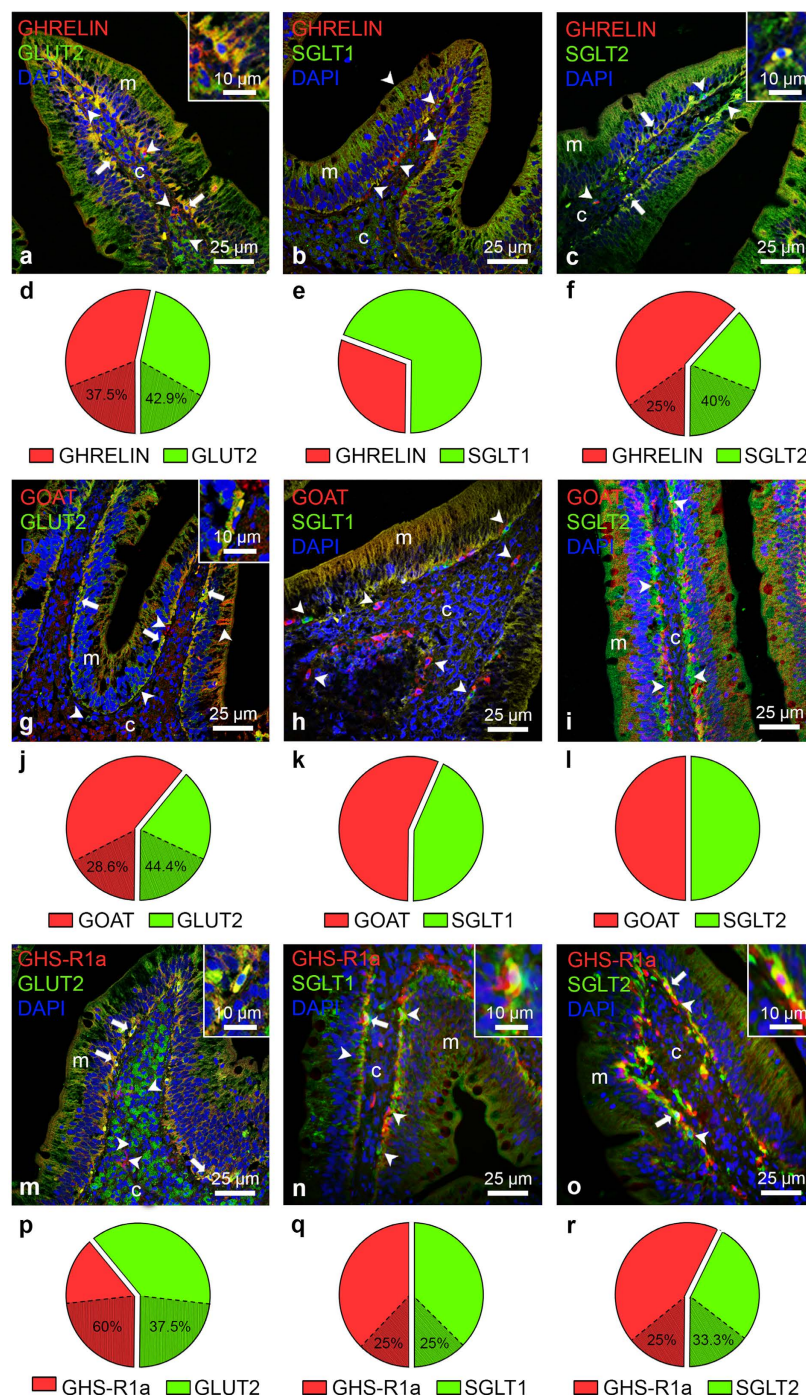 GHRELIN
GLUT2
DAPI
m
c
10 µm
25 µm
a
GHRELIN
SGLT1
DAPI
m
c
25 µm
b
GHRELIN
SGLT2
DAPI
m
c
10 µm
25 µm
c
d
37.5%
42.9%
GHRELIN
GLUT2
e
GHRELIN
SGLT1
f
25%
40%
GHRELIN
SGLT2
GOAT
GLUT2
DAPI
m
c
10 µm
25 µm
g
GOAT
SGLT1
DAPI
m
c
25 µm
h
GOAT
SGLT2
DAPI
m
c
25 µm
i
j
28.6%
44.4%
GOAT
GLUT2
k
GOAT
SGLT1
l
GOAT
SGLT2
GHS-R1a
GLUT2
DAPI
m
c
10 µm
25 µm
m
GHS-R1a
SGLT1
DAPI
m
c
10 µm
25 µm
n
GHS-R1a
SGLT2
DAPI
m
c
10 µm
25 µm
o
p
60%
37.5%
GHS-R1a
GLUT2
q
25%
25%
GHS-R1a
SGLT1
r
25%
33.3%
GHS-R1a
SGLT2